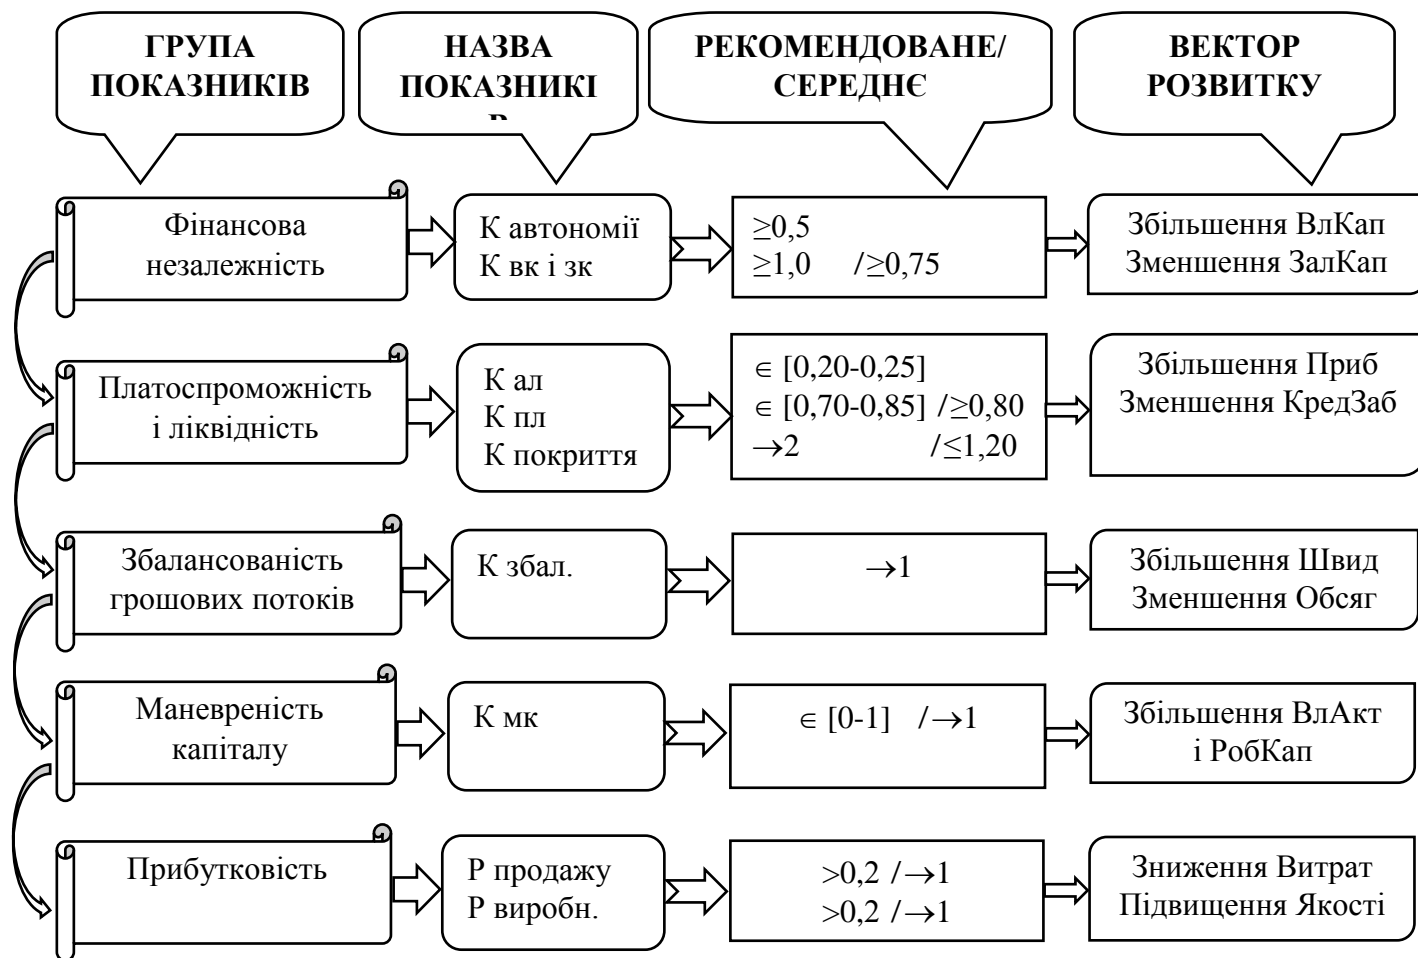 ГРУПА
ПОКАЗНИКІВ
НАЗВА
ПОКАЗНИКІ
В
РЕКОМЕНДОВАНЕ/
СЕРЕДНЄ
ВЕКТОР
РОЗВИТКУ
Фінансова
незалежність
К автономії
К вк і зк
≥0,5
≥1,0 /≥0,75
Збільшення ВлКап
Зменшення ЗалКап
Платоспроможність
і ліквідність
К ал
К пл
К покриття
∈ [0,20-0,25]
∈ [0,70-0,85] /≥0,80
→2 /≤1,20
Збільшення Приб
Зменшення КредЗаб
Збалансованість
грошових потоків
К збал.
→1
Збільшення Швид
Зменшення Обсяг
Маневреність
капіталу
К мк
∈ [0-1] /→1
Збільшення ВлАкт
і РобКап
Прибутковість
Р продажу
Р виробн.
>0,2 /→1
>0,2 /→1
Зниження Витрат
Підвищення Якості